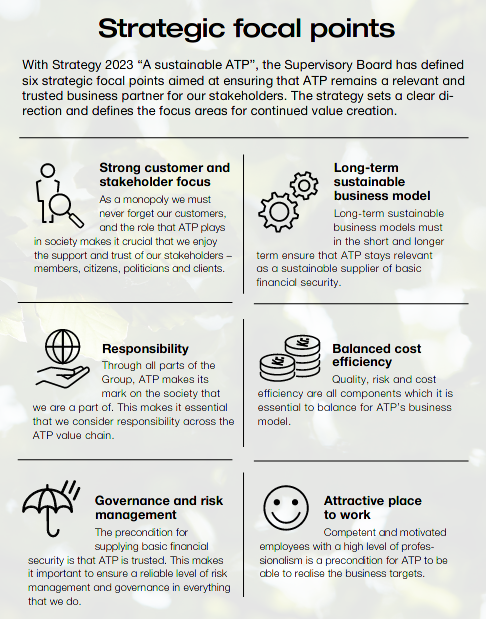 Strategic focal points
With Strategy 2023 “A sustainable ATP”, the Supervisory Board has defined
six strategic focal points aimed at ensuring that ATP remains a relevant and
trusted business partner for our stakeholders. The strategy sets a clear di-
rection and defines the focus areas for continued value creation.
Strong customer and
stakeholder focus
As a monopoly we must
never forget our customers,
and the role that ATP plays
in society makes it crucial that we enjoy
the support and trust of our stakeholders –
members, citizens, politicians and clients.
Long-term
sustainable
business model
Long-term sustainable
business models must
in the short and longer
term ensure that ATP stays relevant
as a sustainable supplier of basic
financial security.
Responsibility
Through all parts of the
Group, ATP makes its
mark on the society that
we are a part of. This makes it essential
that we consider responsibility across the
ATP value chain.
Balanced cost
efficiency
Quality, risk and cost
efficiency are all components which it is
essential to balance for ATP’s business
model.
Governance and risk
management
The precondition for
supplying basic financial
security is that ATP is trusted. This makes
it important to ensure a reliable level of risk
management and governance in everything
that we do.
Attractive place
to work
Competent and motivated
employees with a high level of profes-
sionalism is a precondition for ATP to be
able to realise the business targets.